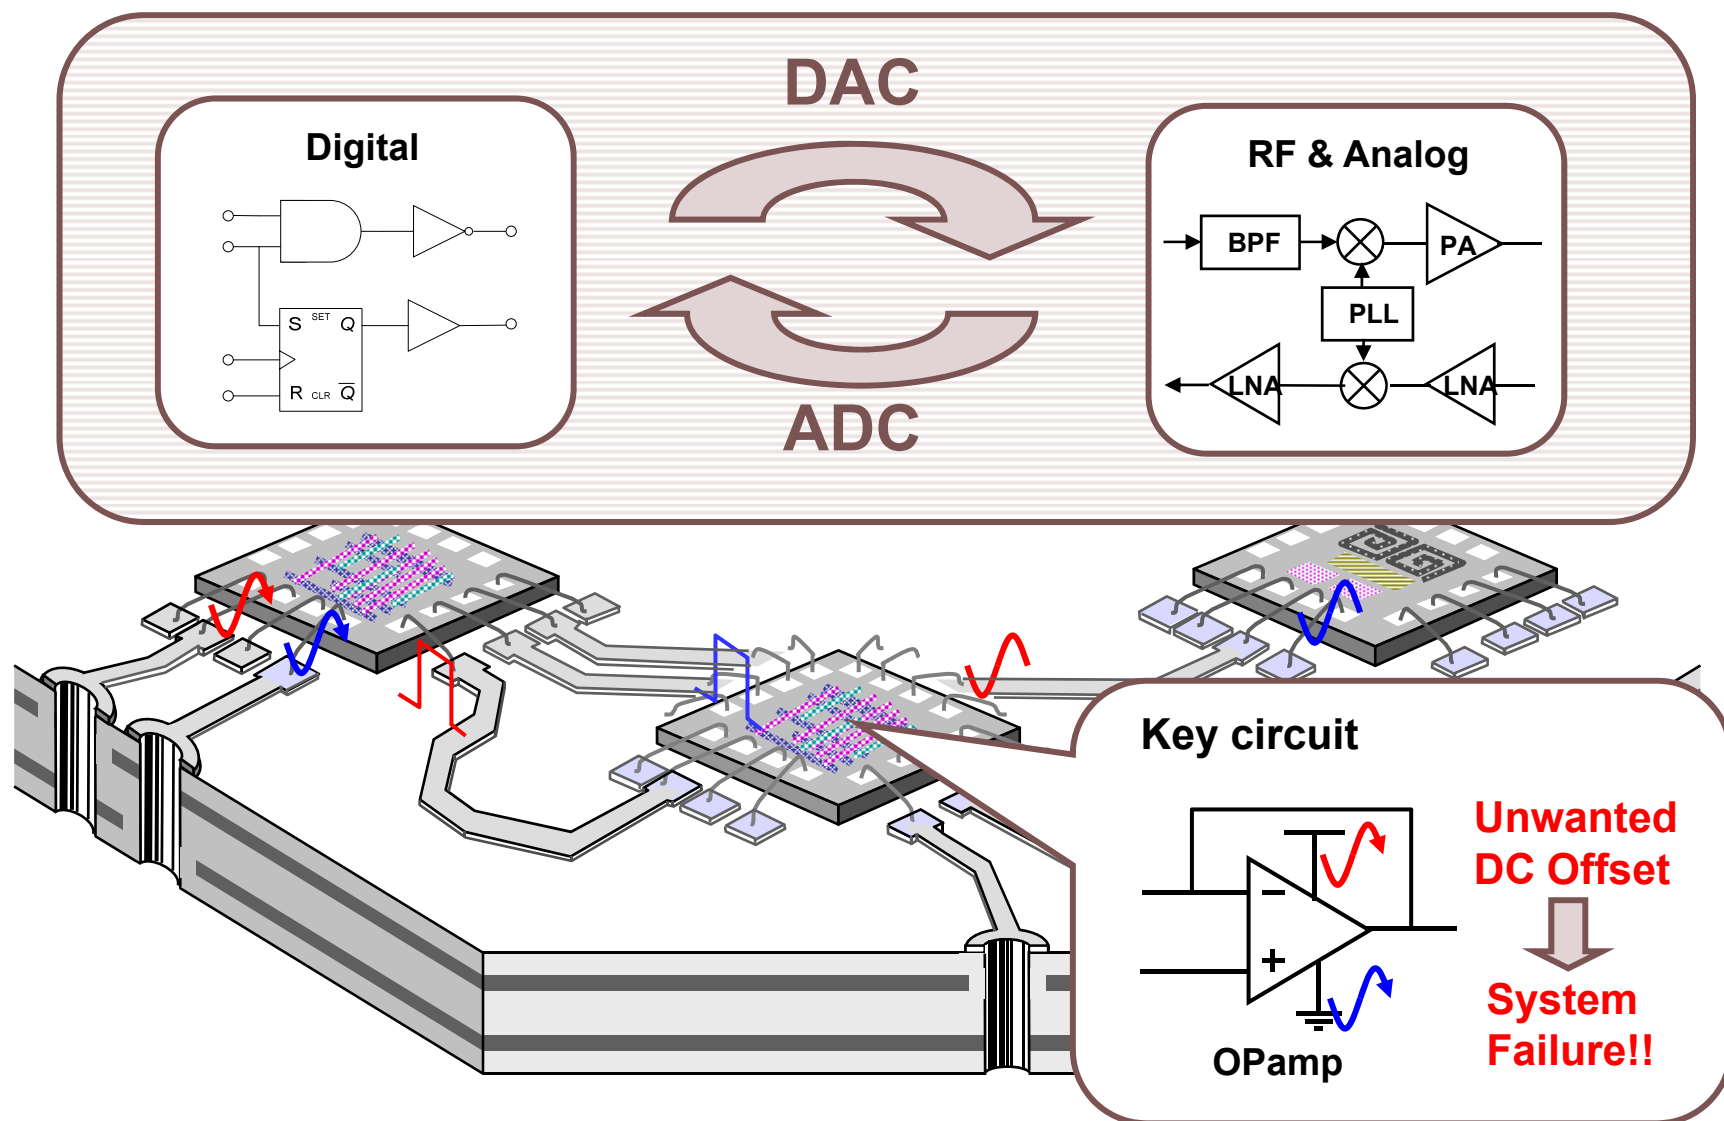 DAC
Digital
S SET Q
R CLR Q̅
RF & Analog
BPF
PA
PLL
LNA
LNA
ADC
Key circuit
Unwanted
DC Offset
System
Failure!!
−
+
OPamp